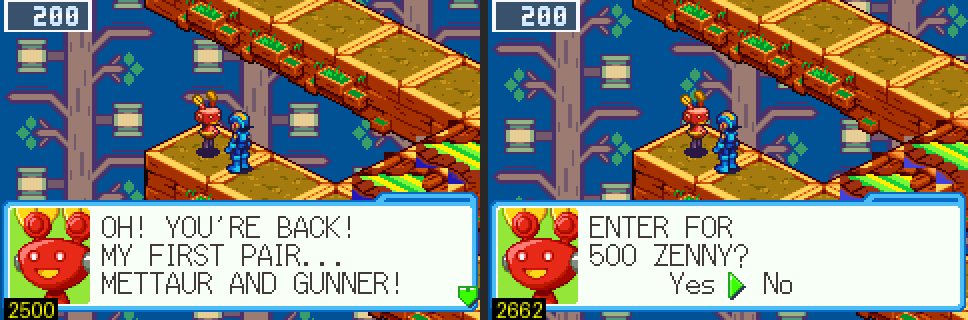 200
OH! YOU'RE BACK!
MY FIRST PAIR...
METTAUR AND GUNNER!
2500
200
ENTER FOR
500 ZENNY?
Yes ▶ No
2662